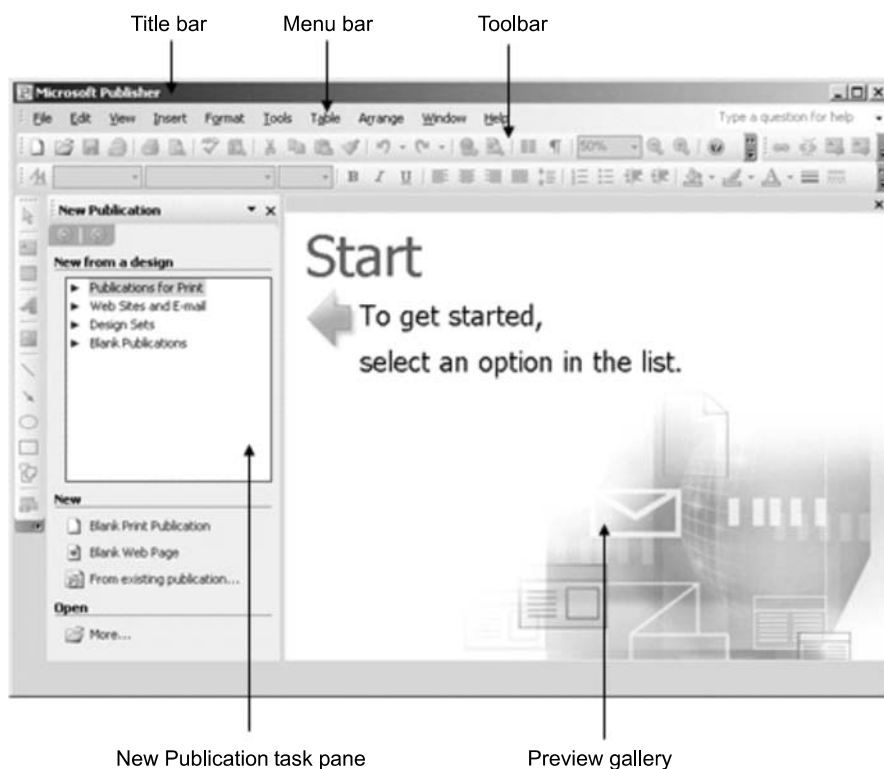 Title bar Menu bar Toolbar
Microsoft Publisher
File Edit View Insert Format Tools Table Arrange Window Help Type a question for help
50%
B I U
New Publication
New from a design
Publications for Print
Web Sites and E-mail
Design Sets
Blank Publications
Start
To get started,
select an option in the list.
New
Blank Print Publication
Blank Web Page
From existing publication...
Open
More...
New Publication task pane Preview gallery